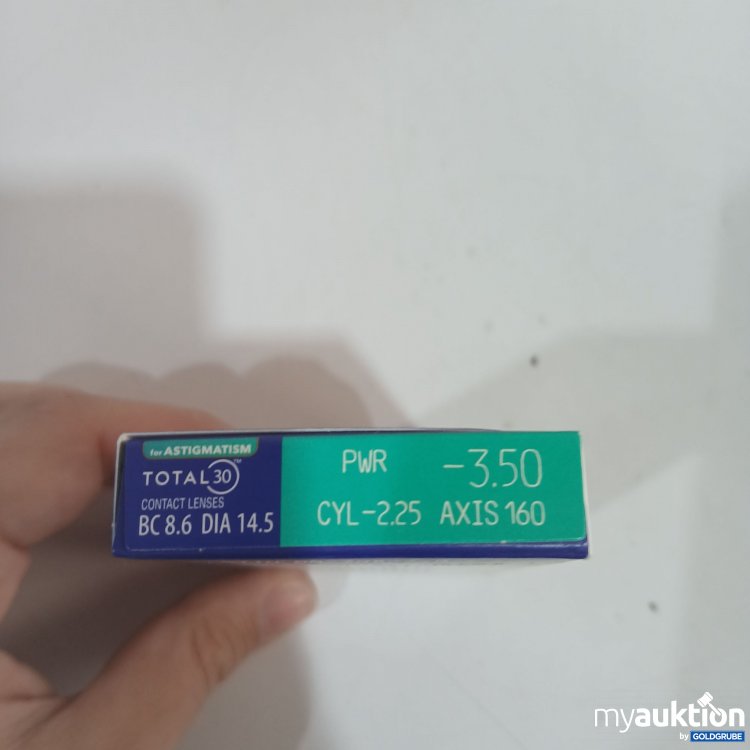 for ASTIGMATISM
TOTAL30™
CONTACT LENSES
BC 8.6 DIA 14.5
PWR -3.50
CYL-2.25 AXIS 160
myauktion
by GOLDGRUBE